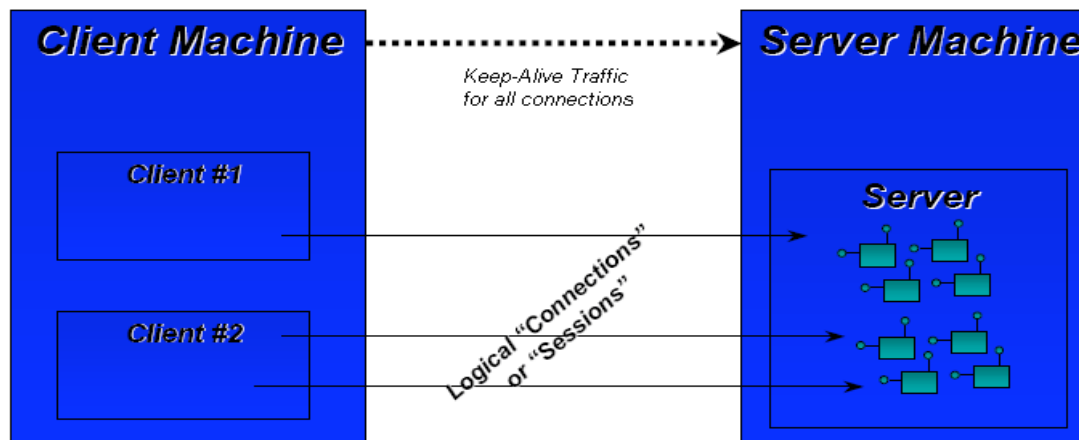 Client Machine
Server Machine
Keep-Alive Traffic
for all connections
Client #1
Server
Logical “Connections”
or “Sessions”
Client #2